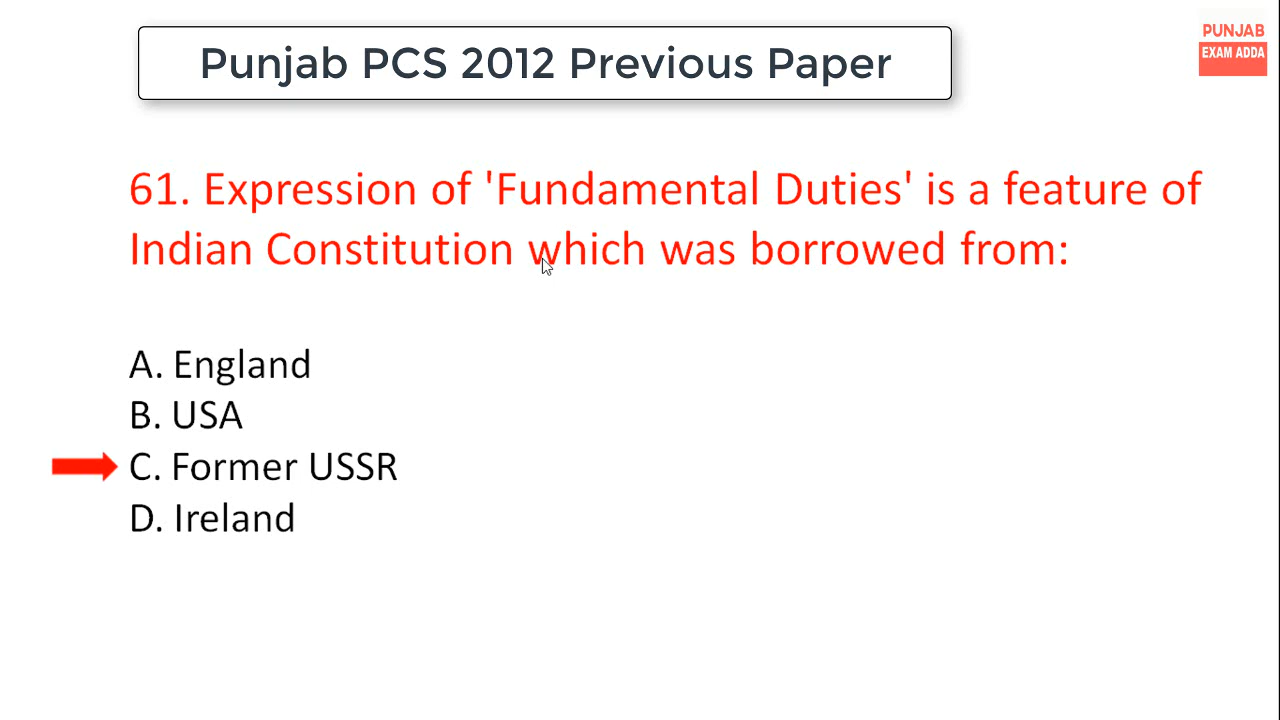 PUNJAB
EXAM ADDA
Punjab PCS 2012 Previous Paper
61. Expression of 'Fundamental Duties' is a feature of
Indian Constitution which was borrowed from:
A. England
B. USA
C. Former USSR
D. Ireland